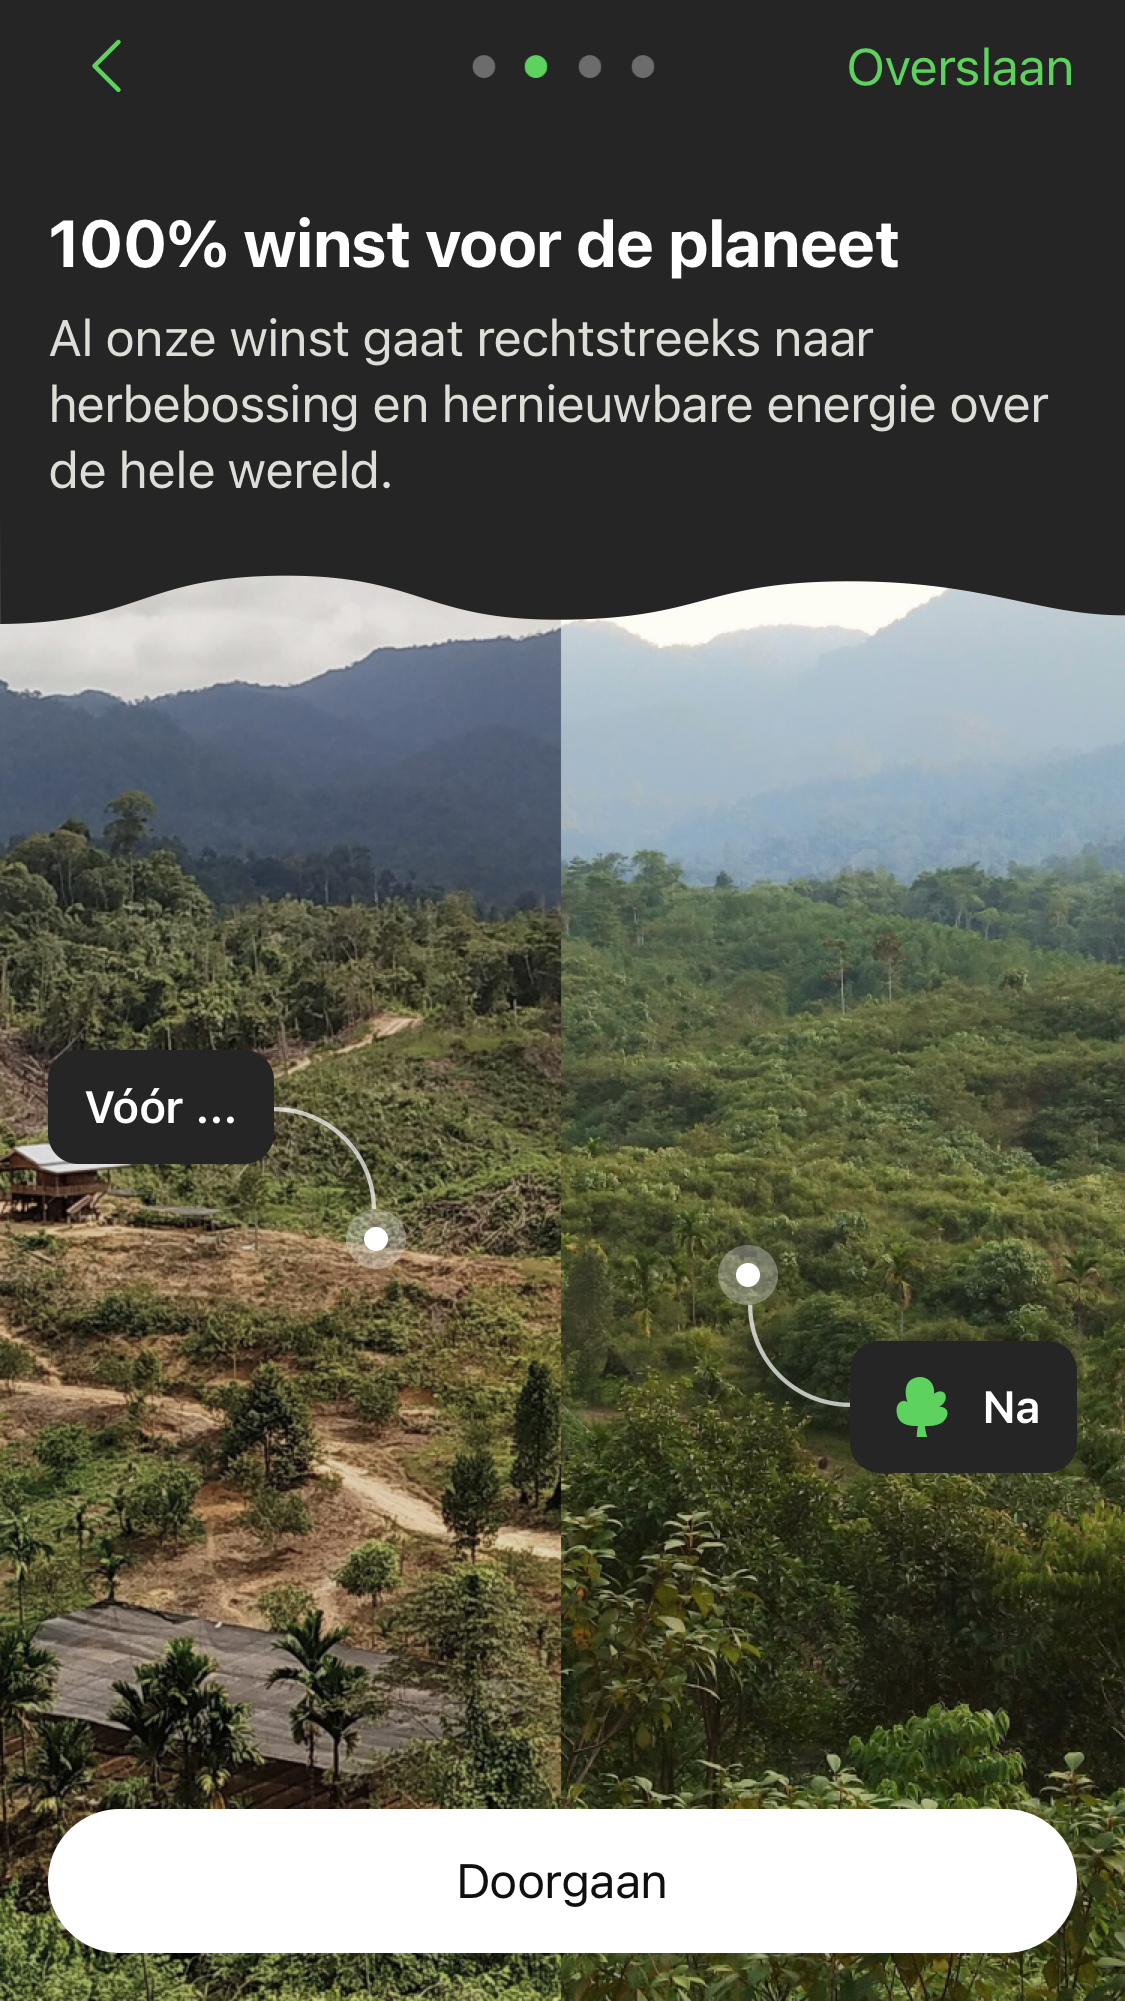 Overslaan
100% winst voor de planeet
Al onze winst gaat rechtstreeks naar
herbebossing en hernieuwbare energie over
de hele wereld.
Vóór ...
Na
Doorgaan